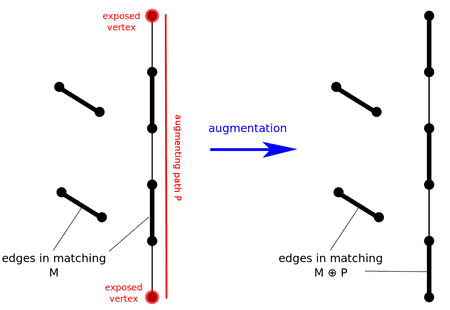 exposed
vertex
augmenting path P
augmentation
edges in matching
M
exposed
vertex
edges in matching
M ⊕ P